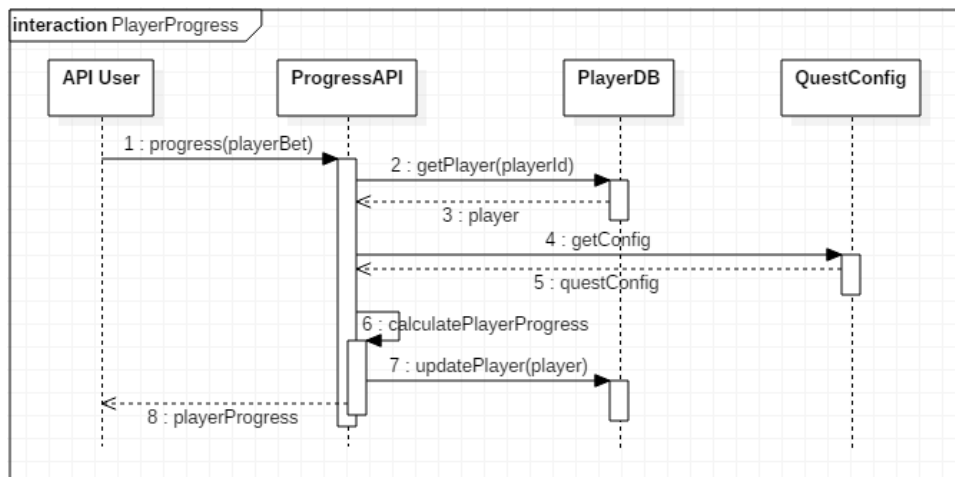 interaction PlayerProgress
API User
ProgressAPI
PlayerDB
QuestConfig
1 : progress(playerBet)
2 : getPlayer(playerId)
3 : player
4 : getConfig
5 : questConfig
6 : calculatePlayerProgress
7 : updatePlayer(player)
8 : playerProgress